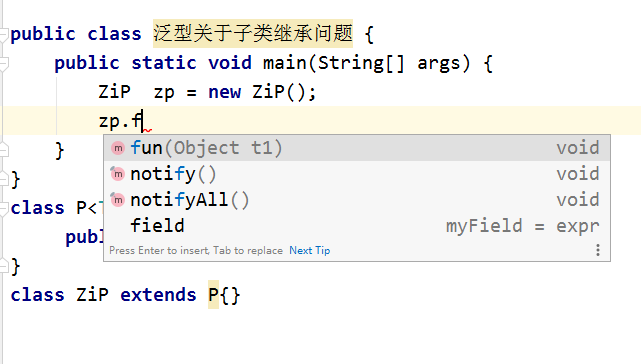 public class 泛型关于子类继承问题 {
public static void main(String[] args) {
ZiP  zp = new ZiP();
zp.f
fun(Object t1) void
notify() void
notifyAll() void
field myField = expr
Press Enter to insert, Tab to replace Next Tip
}
}
class P<
publ
}
class ZiP extends P{}